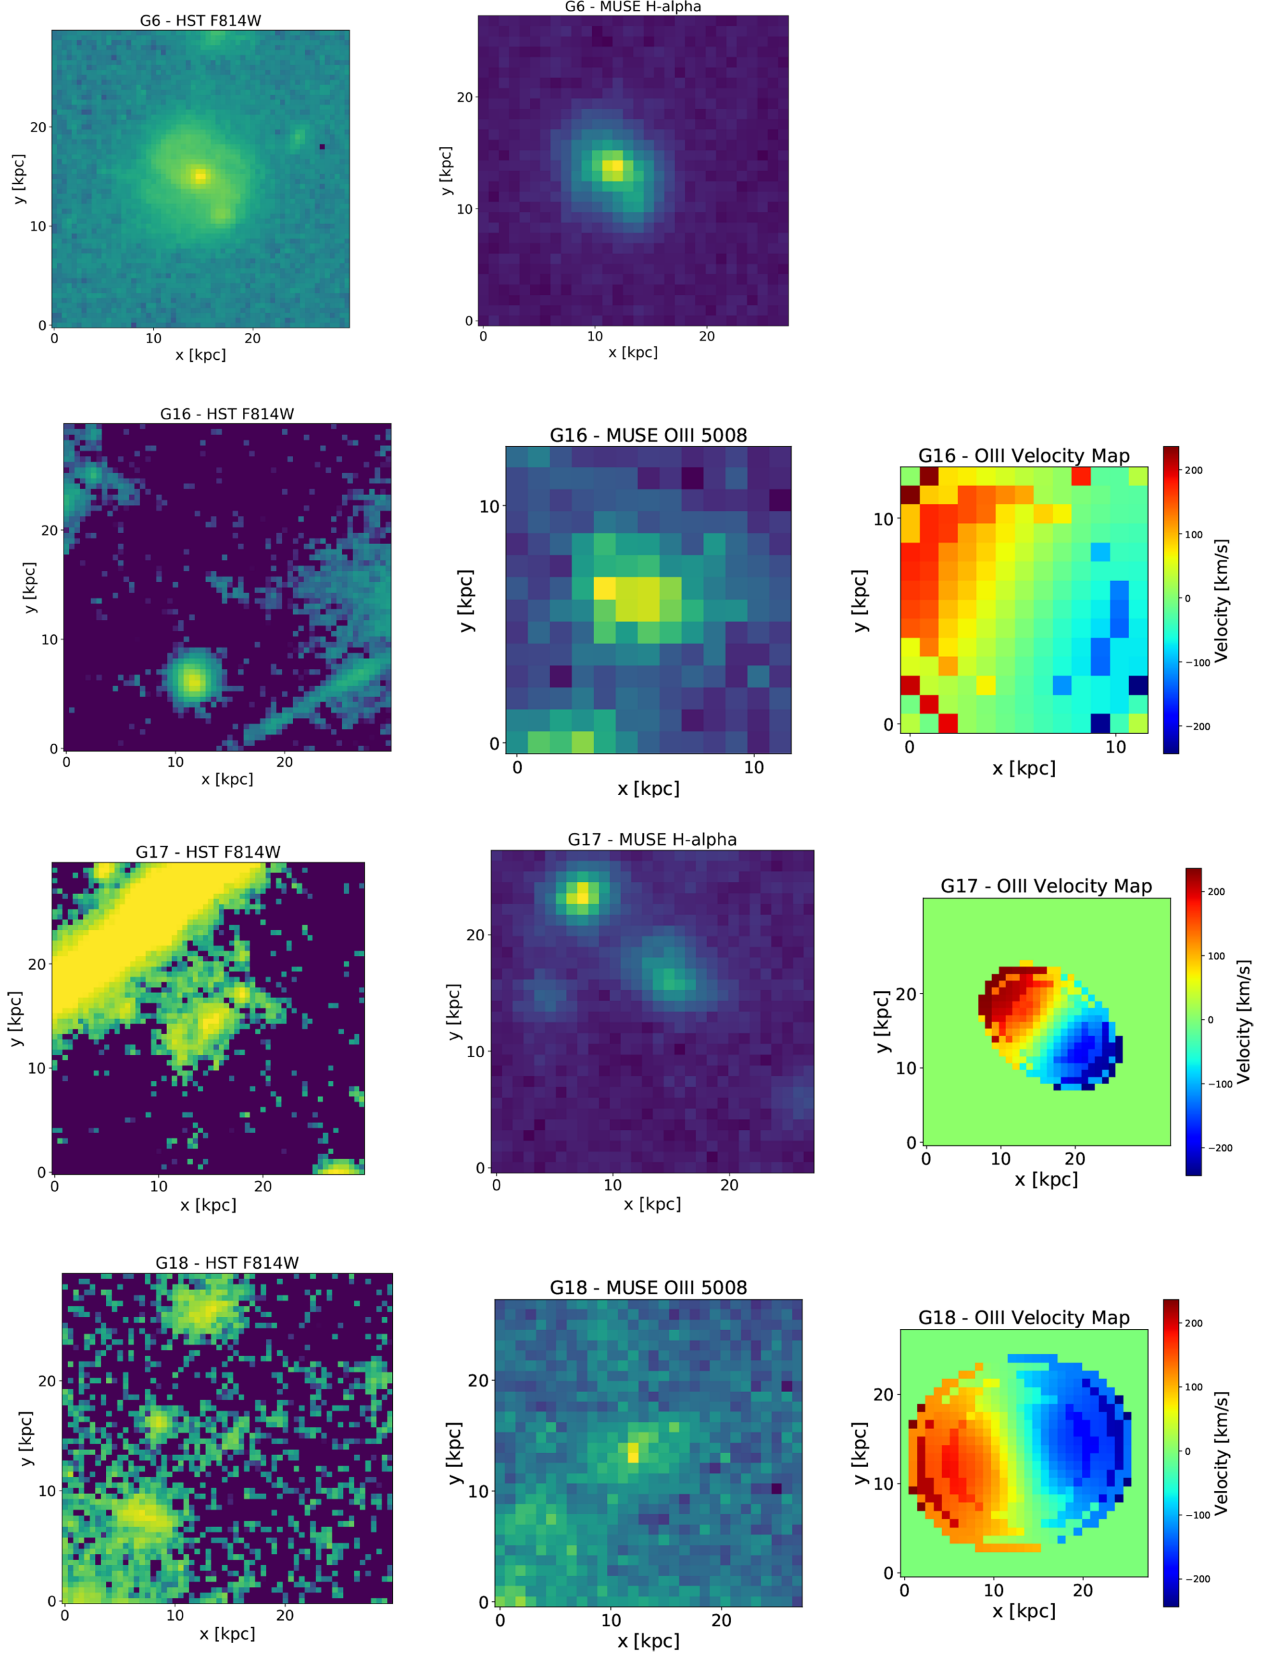 G6 - HST F814W
y [kpc]
20
10
0
0 10 20
x [kpc]
G6 - MUSE H-alpha
y [kpc]
20
10
0
0 10 20
x [kpc]
G16 - HST F814W
y [kpc]
20
10
0
0 10 20
x [kpc]
G16 - MUSE OIII 5008
y [kpc]
10
0
0 10
x [kpc]
G16 - OIII Velocity Map
y [kpc]
10
0
0 10
x [kpc]
200
100
0
−100
−200
Velocity [km/s]
G17 - HST F814W
y [kpc]
20
10
0
0 10 20
x [kpc]
G17 - MUSE H-alpha
y [kpc]
20
10
0
0 10 20
x [kpc]
G17 - OIII Velocity Map
y [kpc]
20
10
0
0 10 20
x [kpc]
200
100
0
−100
−200
Velocity [km/s]
G18 - HST F814W
y [kpc]
20
10
0
0 10 20
x [kpc]
G18 - MUSE OIII 5008
y [kpc]
20
10
0
0 10 20
x [kpc]
G18 - OIII Velocity Map
y [kpc]
20
10
0
0 10 20
x [kpc]
200
100
0
−100
−200
Velocity [km/s]